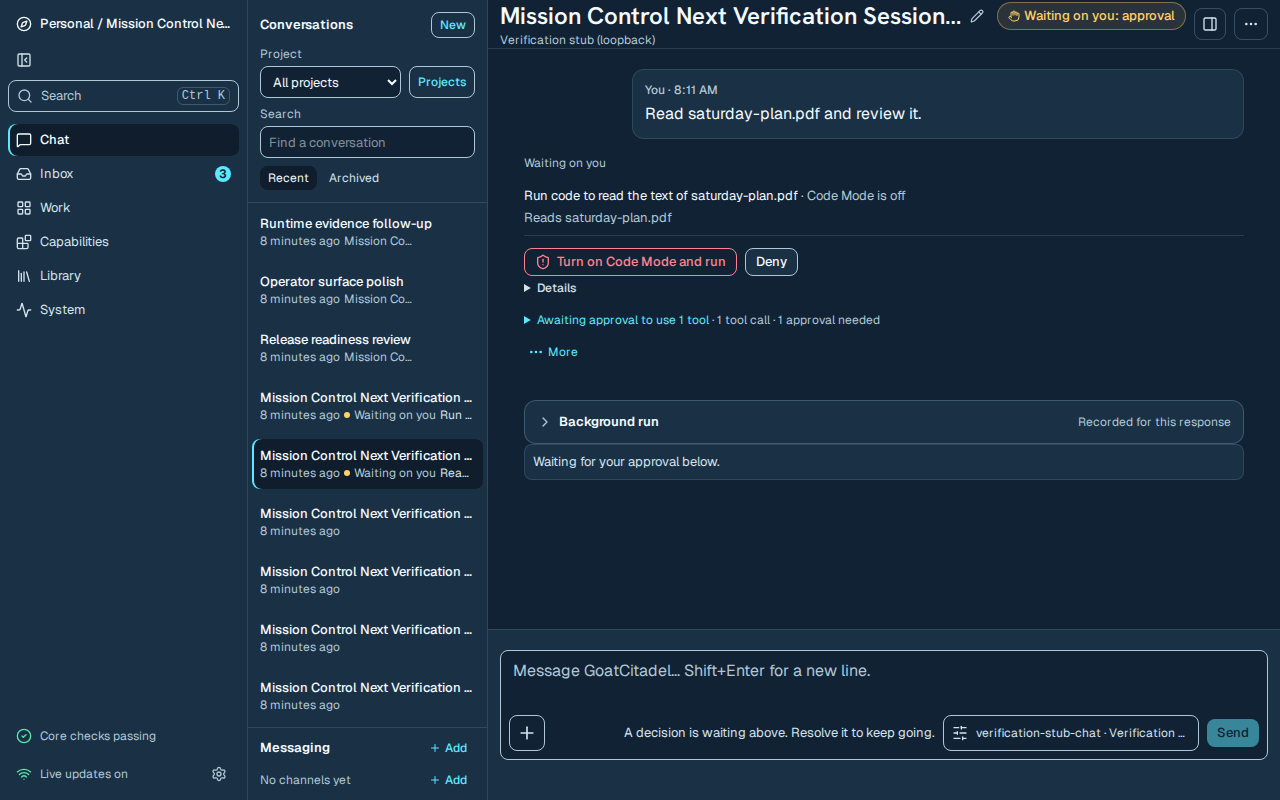 Personal / Mission Control Ne...
Search Ctrl K
Chat
Inbox 3
Work
Capabilities
Library
System
Core checks passing
Live updates on
Conversations New
Project
All projects Projects
Search
Find a conversation
Recent Archived
Runtime evidence follow-up
8 minutes ago Mission Co...
Operator surface polish
8 minutes ago Mission Co...
Release readiness review
8 minutes ago Mission Co...
Mission Control Next Verification ...
8 minutes ago Waiting on you Run ...
Mission Control Next Verification ...
8 minutes ago Waiting on you Rea...
Mission Control Next Verification ...
8 minutes ago
Mission Control Next Verification ...
8 minutes ago
Mission Control Next Verification ...
8 minutes ago
Mission Control Next Verification ...
8 minutes ago
Messaging + Add
No channels yet + Add
Mission Control Next Verification Session... Waiting on you: approval
Verification stub (loopback)
You · 8:11 AM
Read saturday-plan.pdf and review it.
Waiting on you
Run code to read the text of saturday-plan.pdf · Code Mode is off
Reads saturday-plan.pdf
Turn on Code Mode and run Deny
Details
Awaiting approval to use 1 tool · 1 tool call · 1 approval needed
More
Background run Recorded for this response
Waiting for your approval below.
Message GoatCitadel... Shift+Enter for a new line.
A decision is waiting above. Resolve it to keep going. verification-stub-chat · Verification ... Send